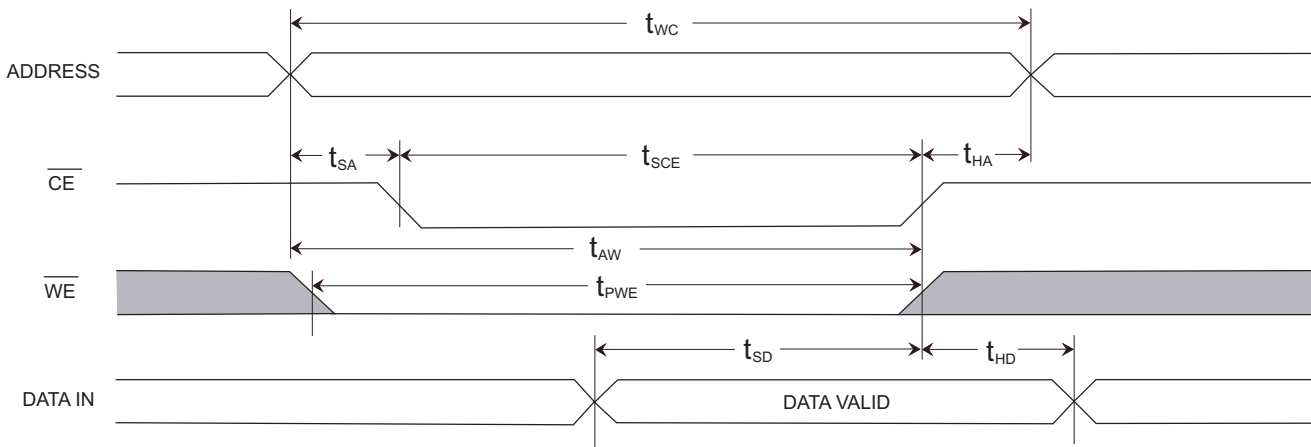 tWC
ADDRESS
tSA tSCE tHA
CE
tAW
WE
tPWE
tSD tHD
DATA IN
DATA VALID